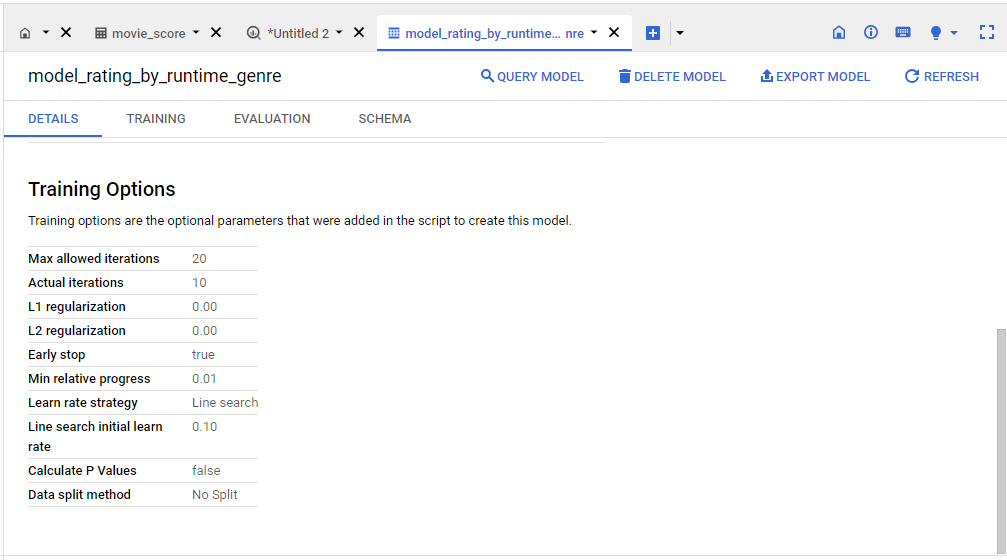 movie_score
*Untitled 2
model_rating_by_runtime… nre
model_rating_by_runtime_genre
QUERY MODEL
DELETE MODEL
EXPORT MODEL
REFRESH
DETAILS
TRAINING
EVALUATION
SCHEMA
Training Options
Training options are the optional parameters that were added in the script to create this model.
Max allowed iterations 20
Actual iterations 10
L1 regularization 0.00
L2 regularization 0.00
Early stop true
Min relative progress 0.01
Learn rate strategy Line search
Line search initial learn 0.10
rate
Calculate P Values false
Data split method No Split